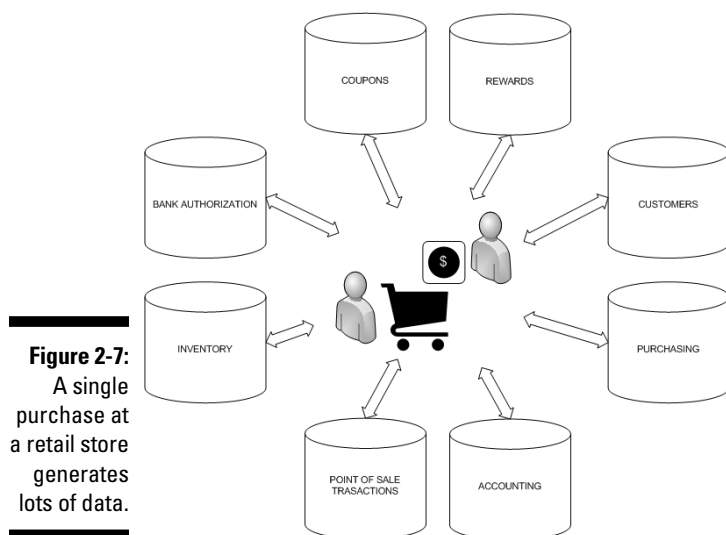 COUPONS
REWARDS
BANK AUTHORIZATION
CUSTOMERS
$
INVENTORY
PURCHASING
Figure 2-7:
A single
purchase at
a retail store
generates
lots of data.
POINT OF SALE
TRASACTIONS
ACCOUNTING